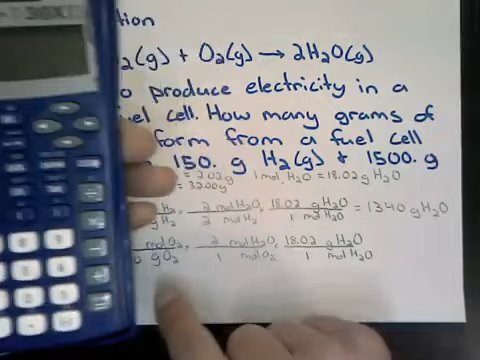 tion
2(g) + O₂(g) → 2H₂O(g)
o produce electricity in a
uel cell. How many grams of
form from a fuel cell
150. g H₂(g) + 1500. g
= 2.02g 1 mol H₂O = 18.02 g H₂O
= 32.00g
2 mol H₂O 18.02 g H₂O
g H₂ 2 mol H₂ 1 mol H₂O = 1340 g H₂O
mol O₂ 2 mol H₂O 18.02 g H₂O
g O₂ 1 mol O₂ 1 mol H₂O